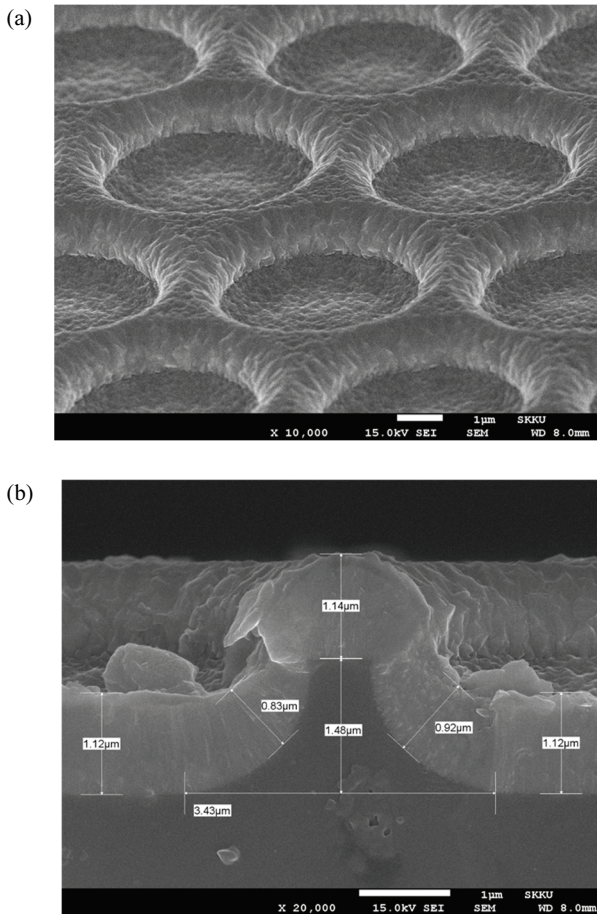 (a)
1μm SKKU
X 10,000 15.0kV SEI SEM WD 8.0mm
(b)
1.14μm
0.83μm
1.12μm
1.48μm
0.92μm
1.12μm
3.43μm
1μm SKKU
X 20,000 15.0kV SEI SEM WD 8.0mm